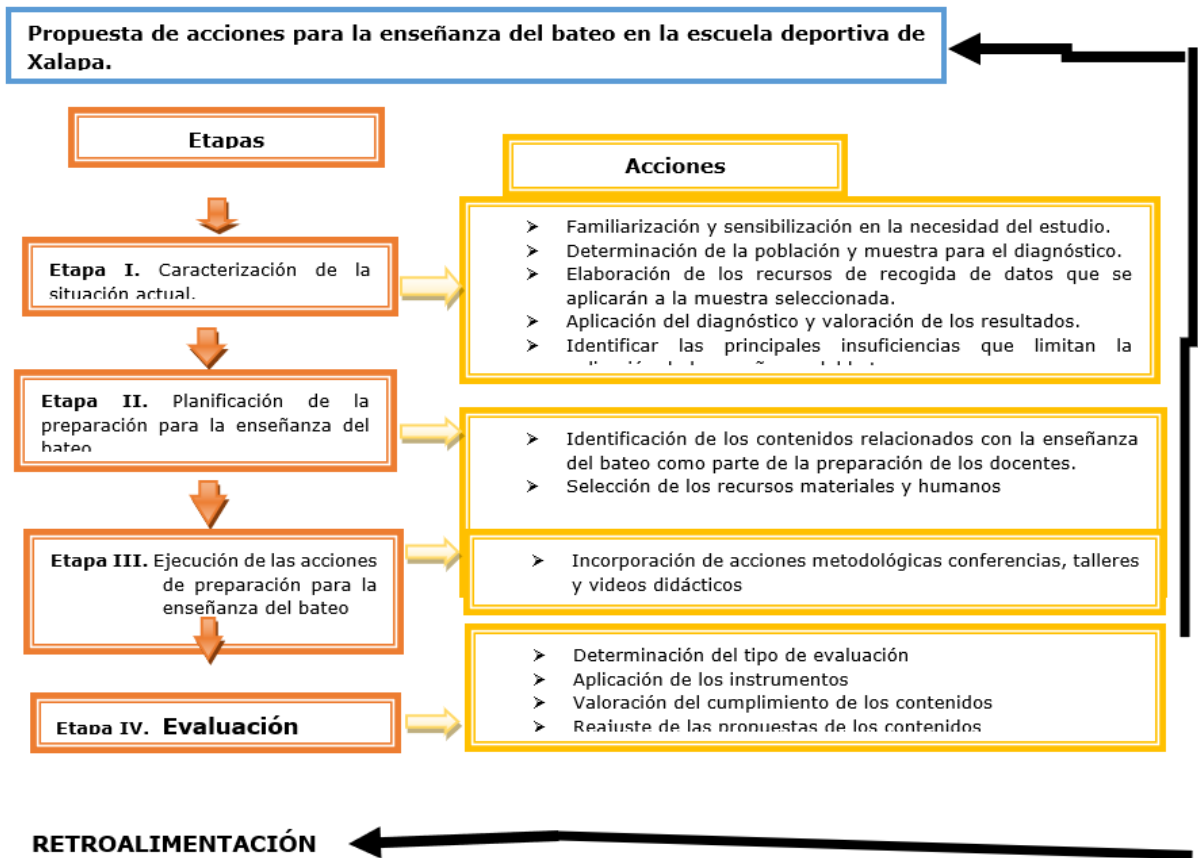 Propuesta de acciones para la enseñanza del bateo en la escuela deportiva de
Xalapa.
Etapas
Acciones
Etapa I. Caracterización de la
situación actual.
➢ Familiarización y sensibilización en la necesidad del estudio.
➢ Determinación de la población y muestra para el diagnóstico.
➢ Elaboración de los recursos de recogida de datos que se
aplicarán a la muestra seleccionada.
➢ Aplicación del diagnóstico y valoración de los resultados.
➢ Identificar las principales insuficiencias que limitan la
Etapa II. Planificación de la
preparación para la enseñanza del
bateo
➢ Identificación de los contenidos relacionados con la enseñanza
del bateo como parte de la preparación de los docentes.
➢ Selección de los recursos materiales y humanos
Etapa III. Ejecución de las acciones
de preparación para la
enseñanza del bateo
➢ Incorporación de acciones metodológicas conferencias, talleres
y videos didácticos
Etapa IV. Evaluación
➢ Determinación del tipo de evaluación
➢ Aplicación de los instrumentos
➢ Valoración del cumplimiento de los contenidos
➢ Reajuste de las propuestas de los contenidos
RETROALIMENTACIÓN